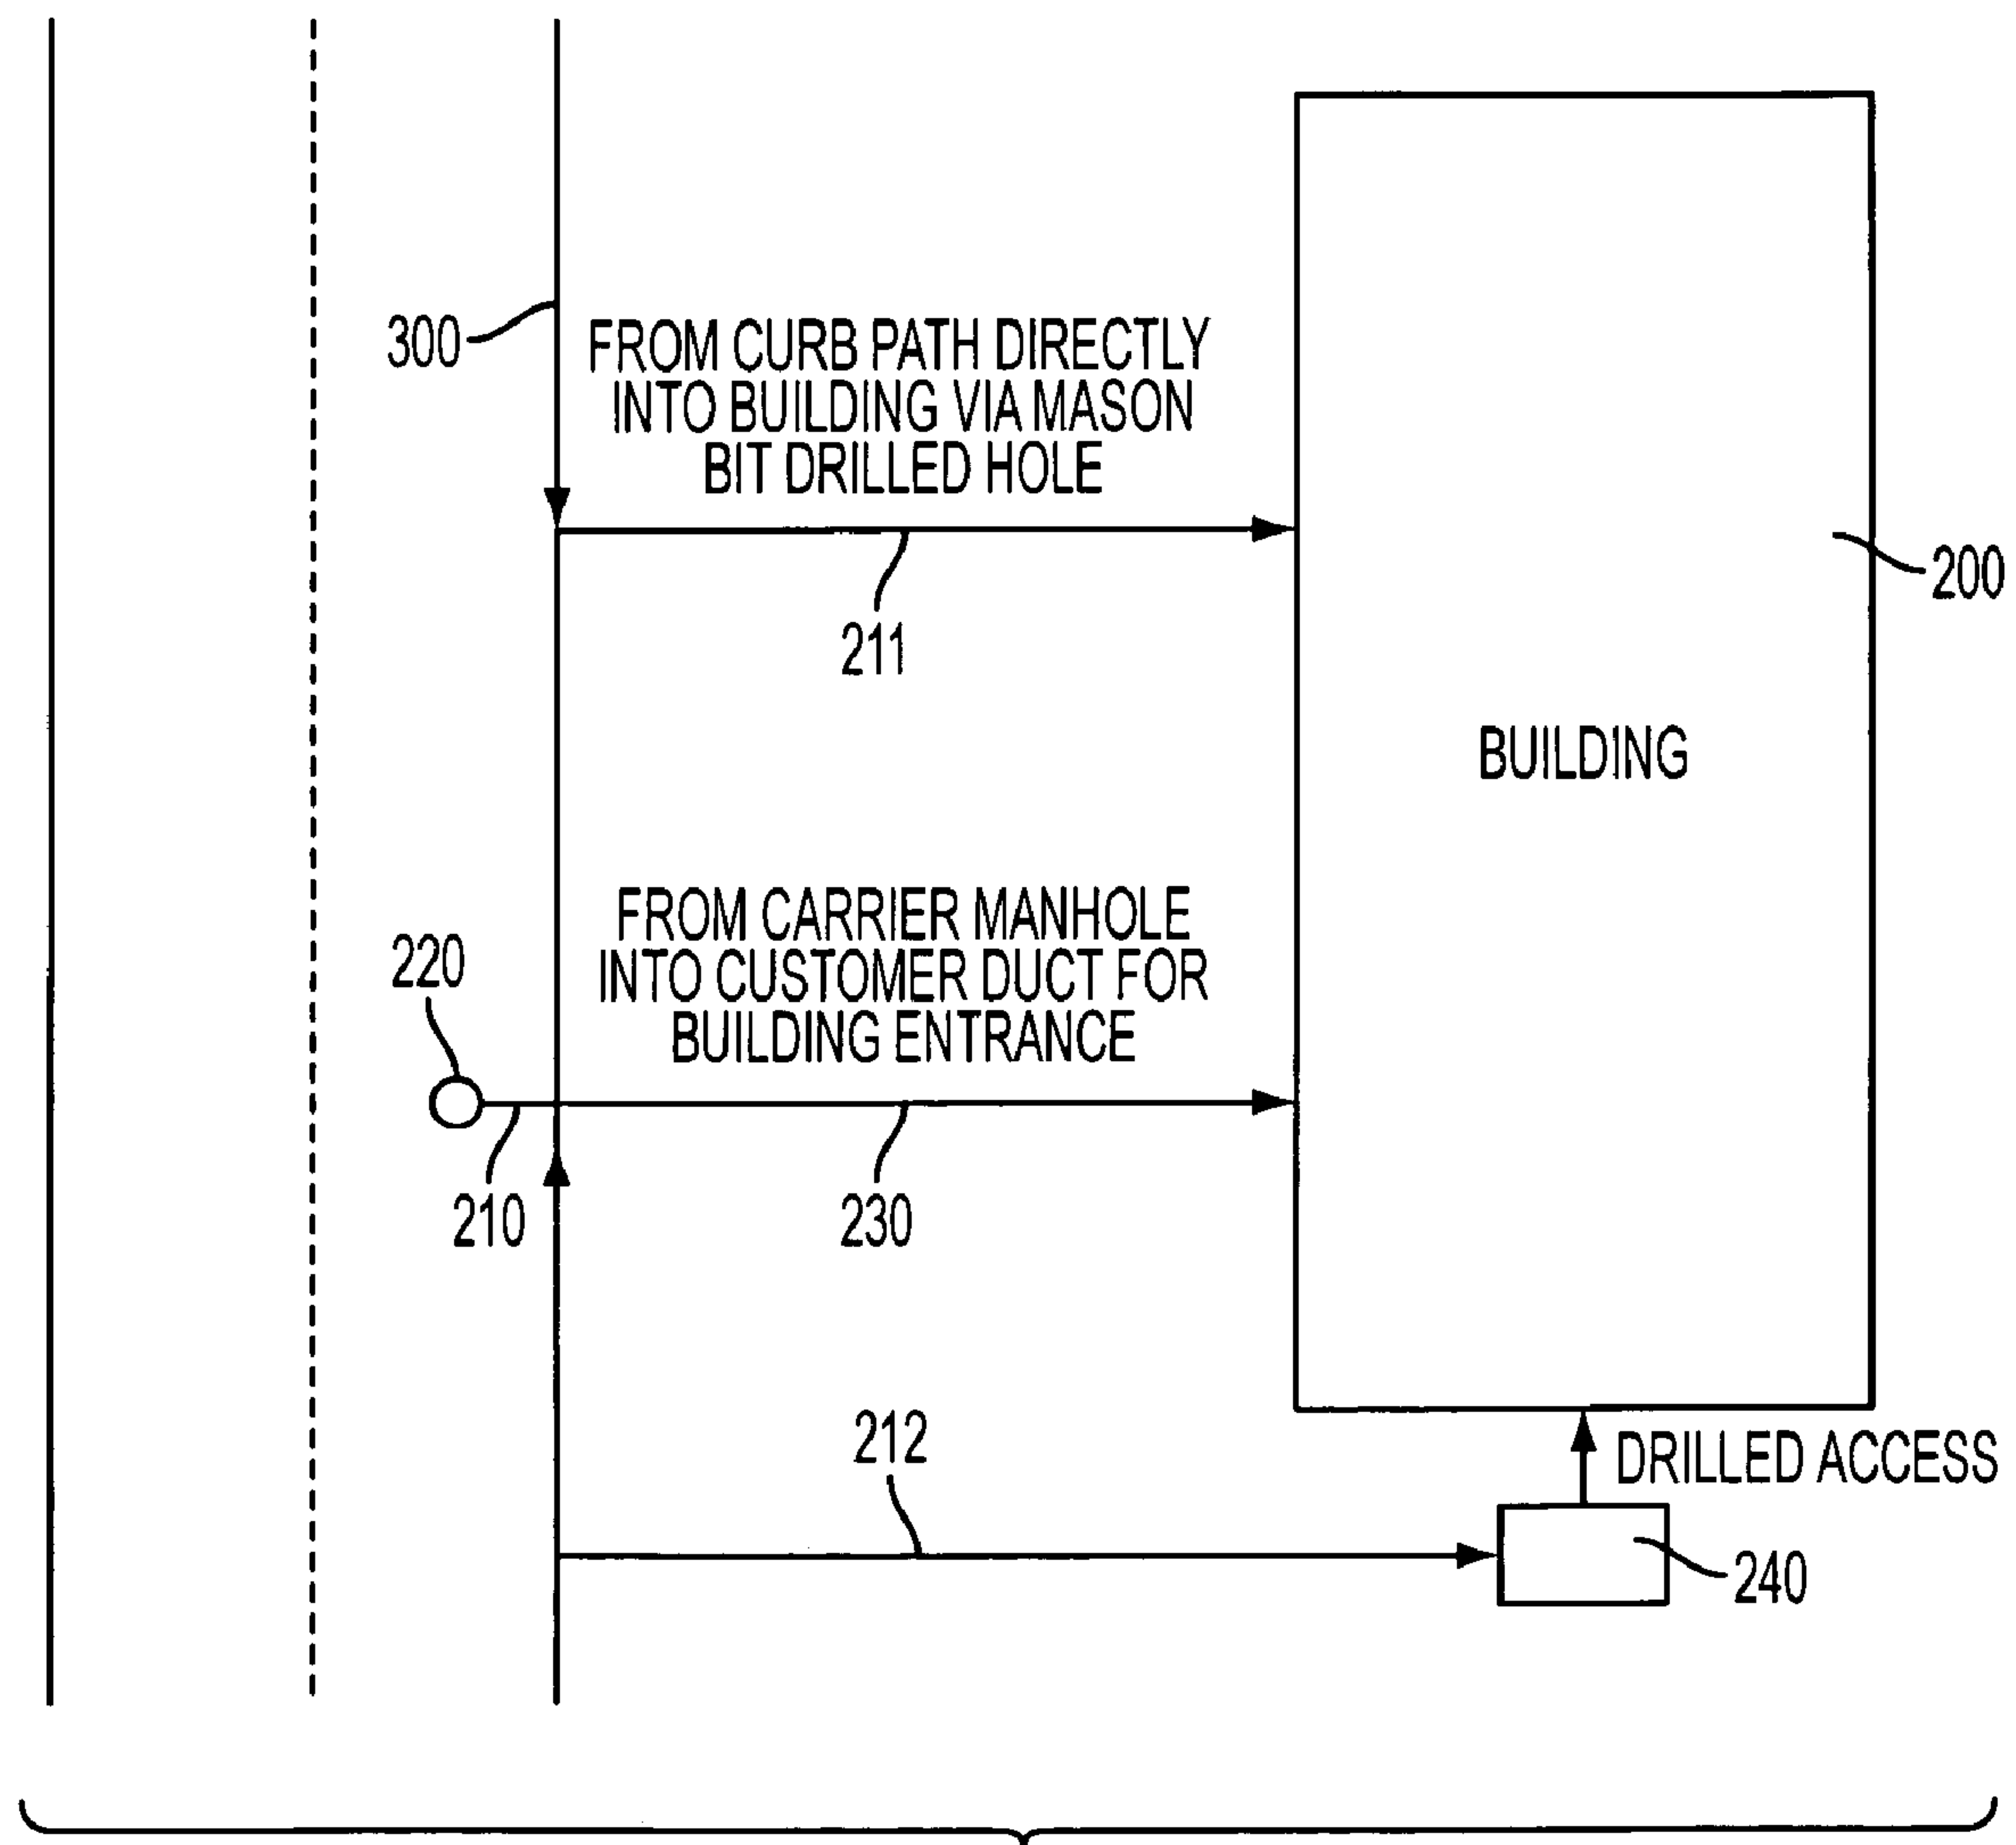 300
FROM CURB PATH DIRECTLY
INTO BUILDING VIA MASON
BIT DRILLED HOLE
200
211
BUILDING
FROM CARRIER MANHOLE
INTO CUSTOMER DUCT FOR
BUILDING ENTRANCE
220
210
230
212
DRILLED ACCESS
240